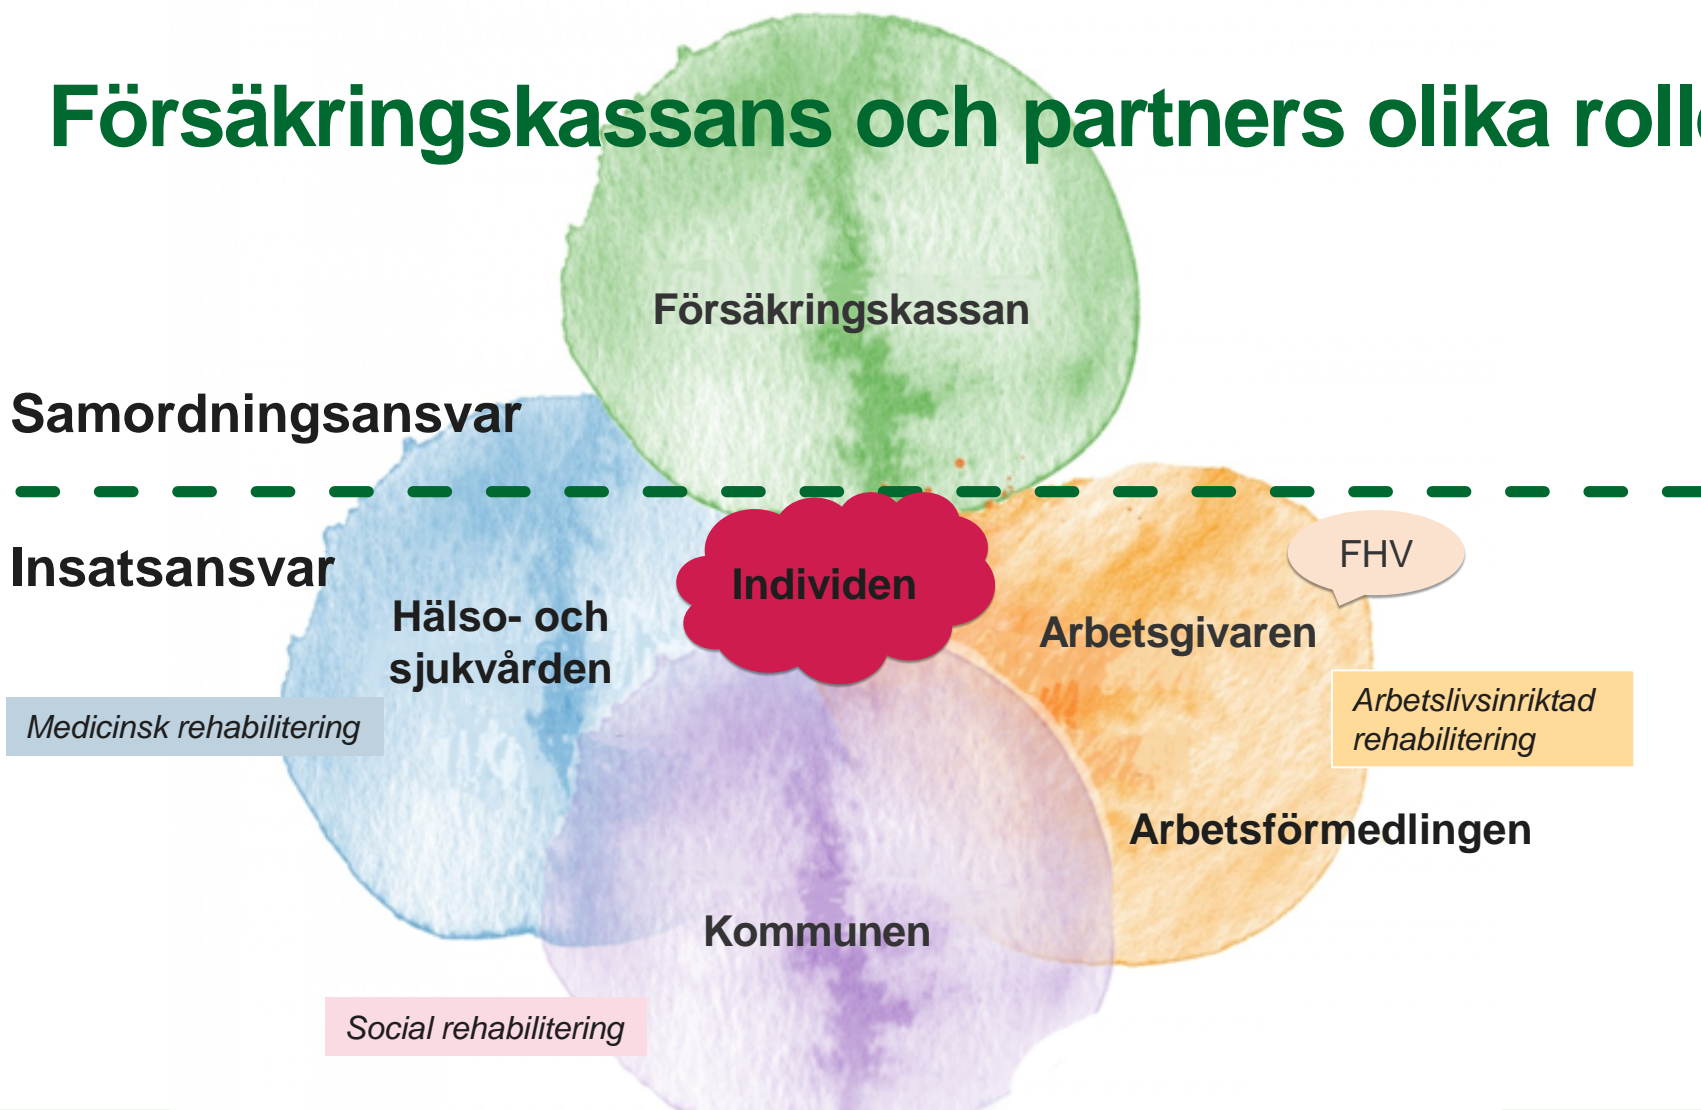 Försäkringskassans och partners olika roll
Försäkringskassan
Samordningsansvar
Insatsansvar
Individen
FHV
Hälso- och
sjukvården
Arbetsgivaren
Medicinsk rehabilitering
Arbetslivsinriktad
rehabilitering
Arbetsförmedlingen
Kommunen
Social rehabilitering